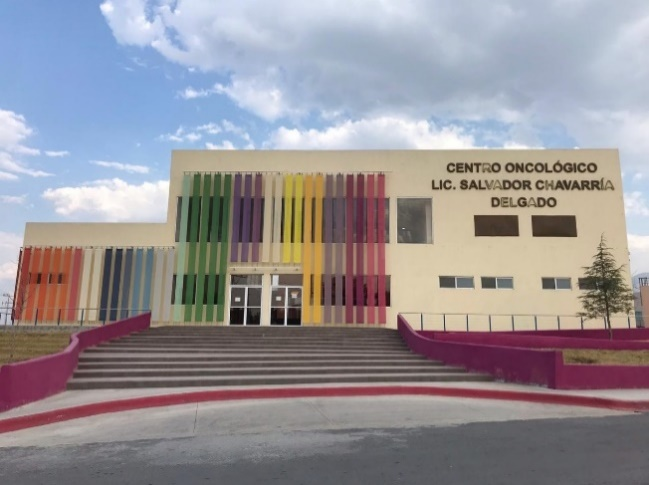 CENTRO ONCOLÓGICO
LIC. SALVADOR CHAVARRÍA
DELGADO